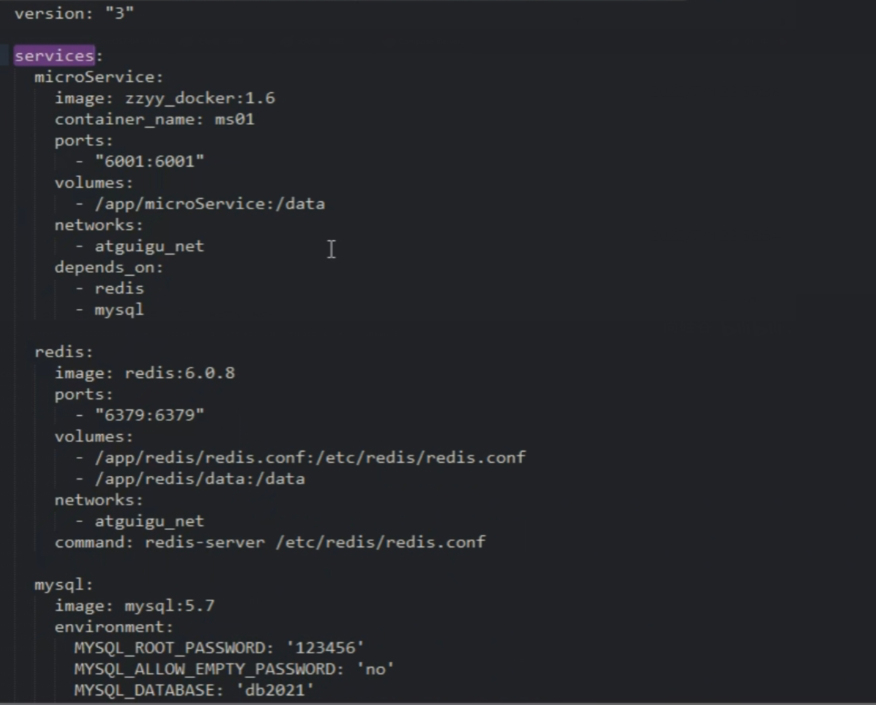 version: "3"
services:
microService:
image: zzyy_docker:1.6
container_name: ms01
ports:
- "6001:6001"
volumes:
- /app/microService:/data
networks:
- atguigu_net
depends_on:
- redis
- mysql
redis:
image: redis:6.0.8
ports:
- "6379:6379"
volumes:
- /app/redis/redis.conf:/etc/redis/redis.conf
- /app/redis/data:/data
networks:
- atguigu_net
command: redis-server /etc/redis/redis.conf
mysql:
image: mysql:5.7
environment:
MYSQL_ROOT_PASSWORD: '123456'
MYSQL_ALLOW_EMPTY_PASSWORD: 'no'
MYSQL_DATABASE: 'db2021'